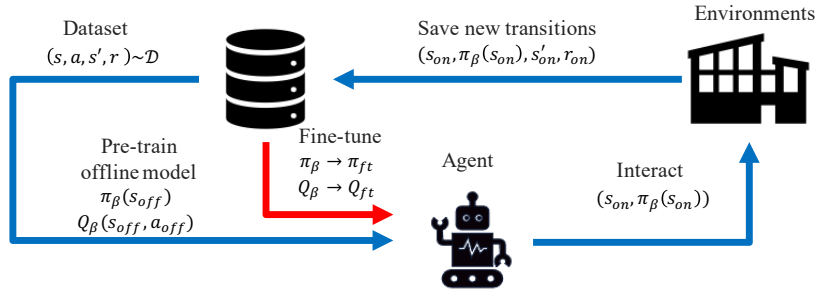 Dataset
(s, a, s′, r )~𝒟
Save new transitions
(s_on, π_β(s_on), s′_on, r_on)
Environments
Pre-train
offline model
π_β(s_off)
Q_β(s_off, a_off)
Fine-tune
π_β → π_ft
Q_β → Q_ft
Agent
Interact
(s_on, π_β(s_on))